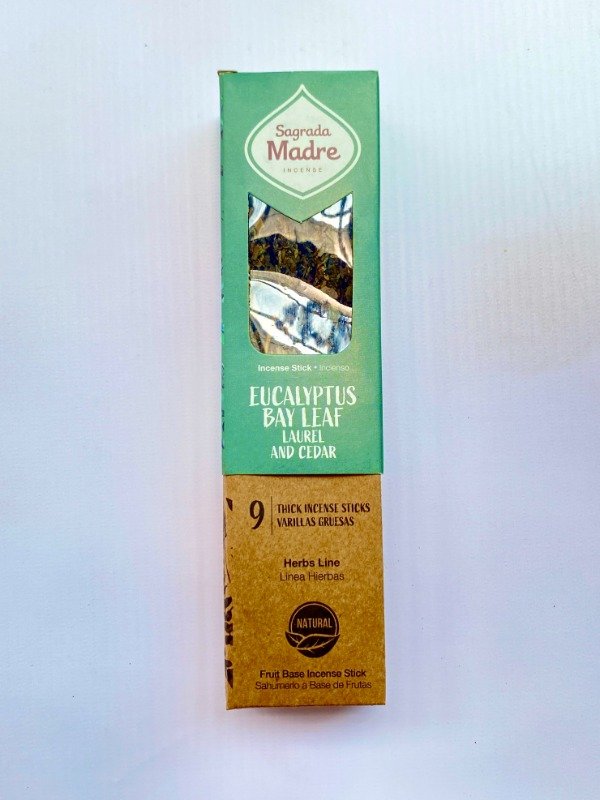 Sagrada
Madre
INCENSE
Incense Stick • Incienso
EUCALYPTUS
BAY LEAF
LAUREL
AND CEDAR
9
THICK INCENSE STICKS
VARILLAS GRUESAS
Herbs Line
Línea Hierbas
NATURAL
Fruit Base Incense Stick
Sahumerio a Base de Frutas